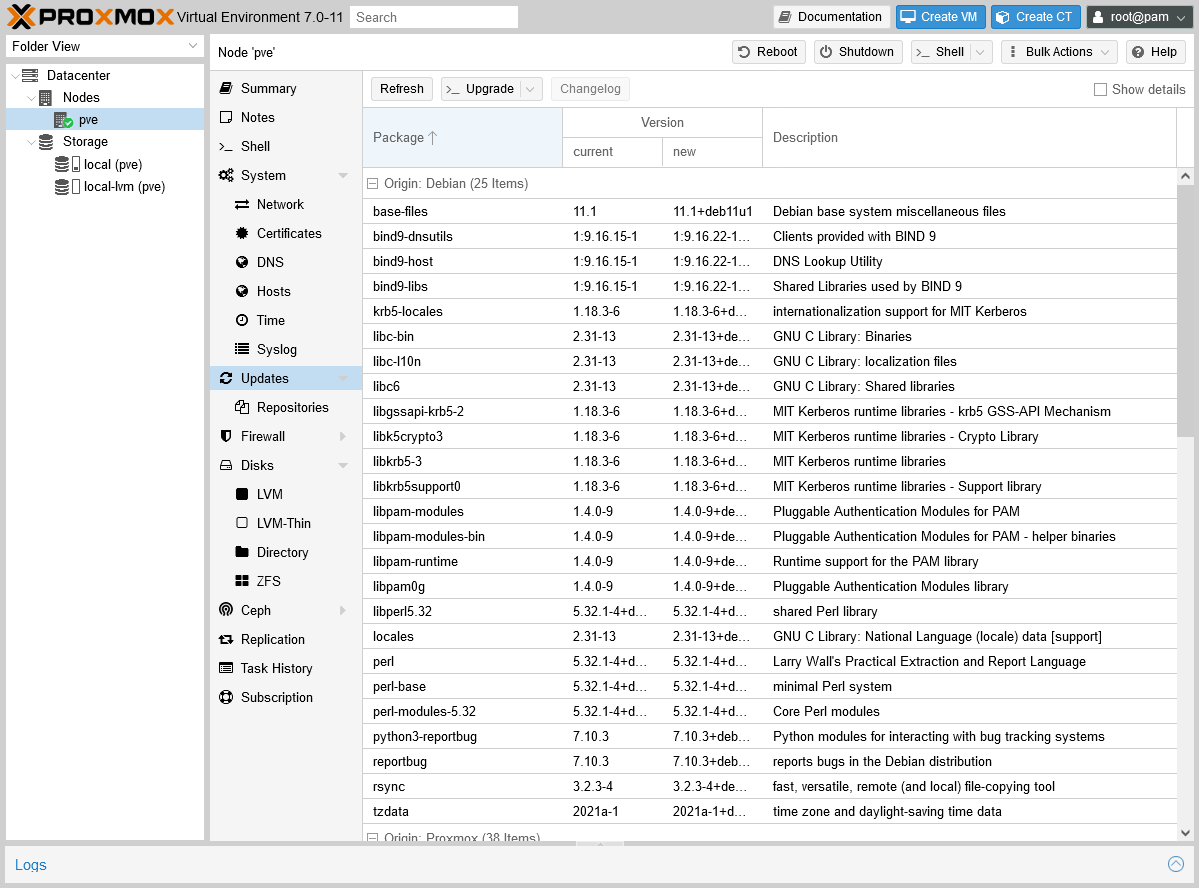 PROXMOX Virtual Environment 7.0-11 Search Documentation Create VM Create CT root@pam
Folder View
Datacenter
Nodes
pve
Storage
local (pve)
local-lvm (pve)
Node 'pve' Reboot Shutdown >_ Shell Bulk Actions Help
Summary
Notes
>_ Shell
System
Network
Certificates
DNS
Hosts
Time
Syslog
Updates
Repositories
Firewall
Disks
LVM
LVM-Thin
Directory
ZFS
Ceph
Replication
Task History
Subscription
Refresh >_ Upgrade Changelog Show details
Package Version Description
current new
Origin: Debian (25 Items)
base-files 11.1 11.1+deb11u1 Debian base system miscellaneous files
bind9-dnsutils 1:9.16.15-1 1:9.16.22-1... Clients provided with BIND 9
bind9-host 1:9.16.15-1 1:9.16.22-1... DNS Lookup Utility
bind9-libs 1:9.16.15-1 1:9.16.22-1... Shared Libraries used by BIND 9
krb5-locales 1.18.3-6 1.18.3-6+d... internationalization support for MIT Kerberos
libc-bin 2.31-13 2.31-13+de... GNU C Library: Binaries
libc-l10n 2.31-13 2.31-13+de... GNU C Library: localization files
libc6 2.31-13 2.31-13+de... GNU C Library: Shared libraries
libgssapi-krb5-2 1.18.3-6 1.18.3-6+d... MIT Kerberos runtime libraries - krb5 GSS-API Mechanism
libk5crypto3 1.18.3-6 1.18.3-6+d... MIT Kerberos runtime libraries - Crypto Library
libkrb5-3 1.18.3-6 1.18.3-6+d... MIT Kerberos runtime libraries
libkrb5support0 1.18.3-6 1.18.3-6+d... MIT Kerberos runtime libraries - Support library
libpam-modules 1.4.0-9 1.4.0-9+de... Pluggable Authentication Modules for PAM
libpam-modules-bin 1.4.0-9 1.4.0-9+de... Pluggable Authentication Modules for PAM - helper binaries
libpam-runtime 1.4.0-9 1.4.0-9+de... Runtime support for the PAM library
libpam0g 1.4.0-9 1.4.0-9+de... Pluggable Authentication Modules library
libperl5.32 5.32.1-4+d... 5.32.1-4+d... shared Perl library
locales 2.31-13 2.31-13+de... GNU C Library: National Language (locale) data [support]
perl 5.32.1-4+d... 5.32.1-4+d... Larry Wall's Practical Extraction and Report Language
perl-base 5.32.1-4+d... 5.32.1-4+d... minimal Perl system
perl-modules-5.32 5.32.1-4+d... 5.32.1-4+d... Core Perl modules
python3-reportbug 7.10.3 7.10.3+deb... Python modules for interacting with bug tracking systems
reportbug 7.10.3 7.10.3+deb... reports bugs in the Debian distribution
rsync 3.2.3-4 3.2.3-4+de... fast, versatile, remote (and local) file-copying tool
tzdata 2021a-1 2021a-1+d... time zone and daylight-saving time data
Origin: Proxmox (38 Items)
Logs